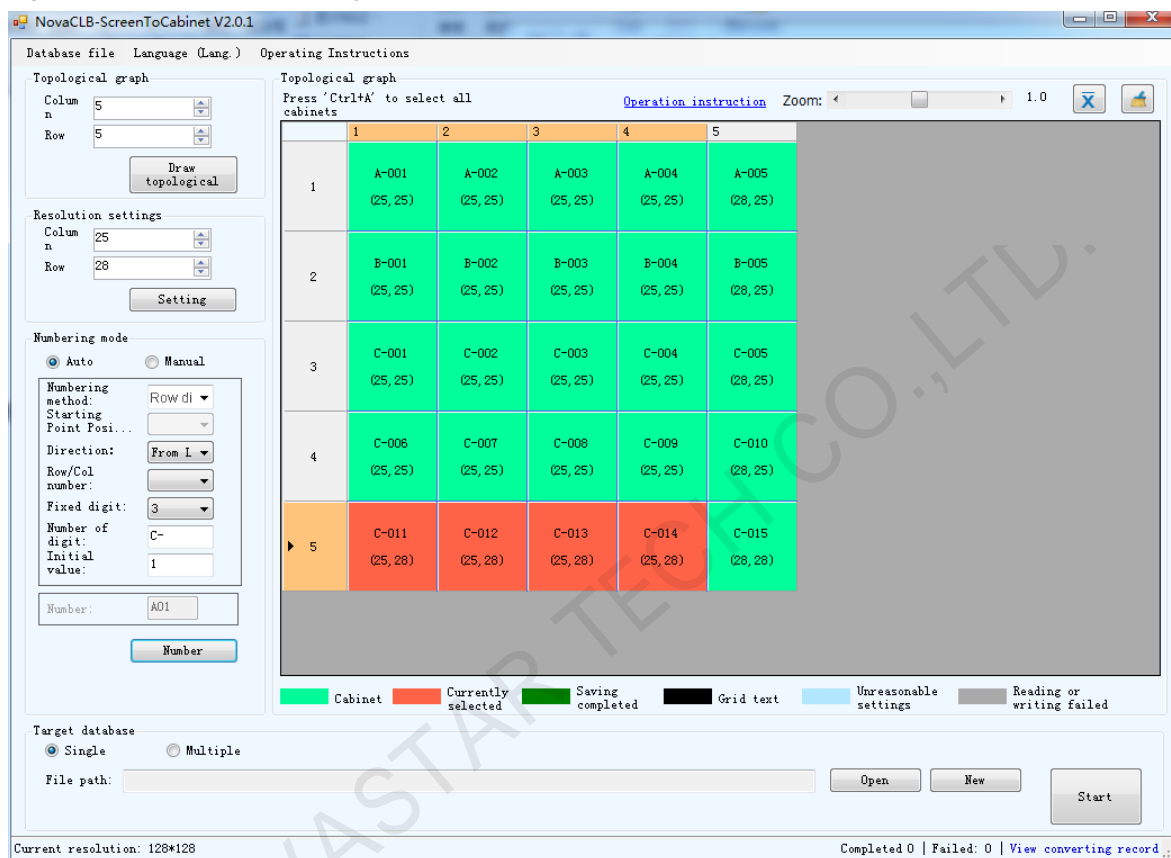 NovaCLB-ScreenToCabinet V2.0.1
Database file Language (Lang.) Operating Instructions
Topological graph
Colum
n
5
Row
5
Draw
topological
Resolution settings
Colum
n
25
Row
28
Setting
Numbering mode
Auto
Manual
Numbering
method:
Row di
Starting
Point Posi...
Direction:
From L
Row/Col
number:
Fixed digit:
3
Number of
digit:
C-
Initial
value:
1
Number:
A01
Number
Topological graph
Press 'Ctrl+A' to select all
cabinets
Operation instruction
Zoom:
1.0
1 2 3 4 5
1
A-001 A-002 A-003 A-004 A-005
(25, 25) (25, 25) (25, 25) (25, 25) (28, 25)
2
B-001 B-002 B-003 B-004 B-005
(25, 25) (25, 25) (25, 25) (25, 25) (28, 25)
3
C-001 C-002 C-003 C-004 C-005
(25, 25) (25, 25) (25, 25) (25, 25) (28, 25)
4
C-006 C-007 C-008 C-009 C-010
(25, 25) (25, 25) (25, 25) (25, 25) (28, 25)
5
C-011 C-012 C-013 C-014 C-015
(25, 28) (25, 28) (25, 28) (25, 28) (28, 28)
Cabinet
Currently
selected
Saving
completed
Grid text
Unreasonable
settings
Reading or
writing failed
Target database
Single
Multiple
File path:
Open
New
Start
Current resolution: 128*128
Completed 0 | Failed: 0 | View converting record
VASTAR TECH CO.,LTD.